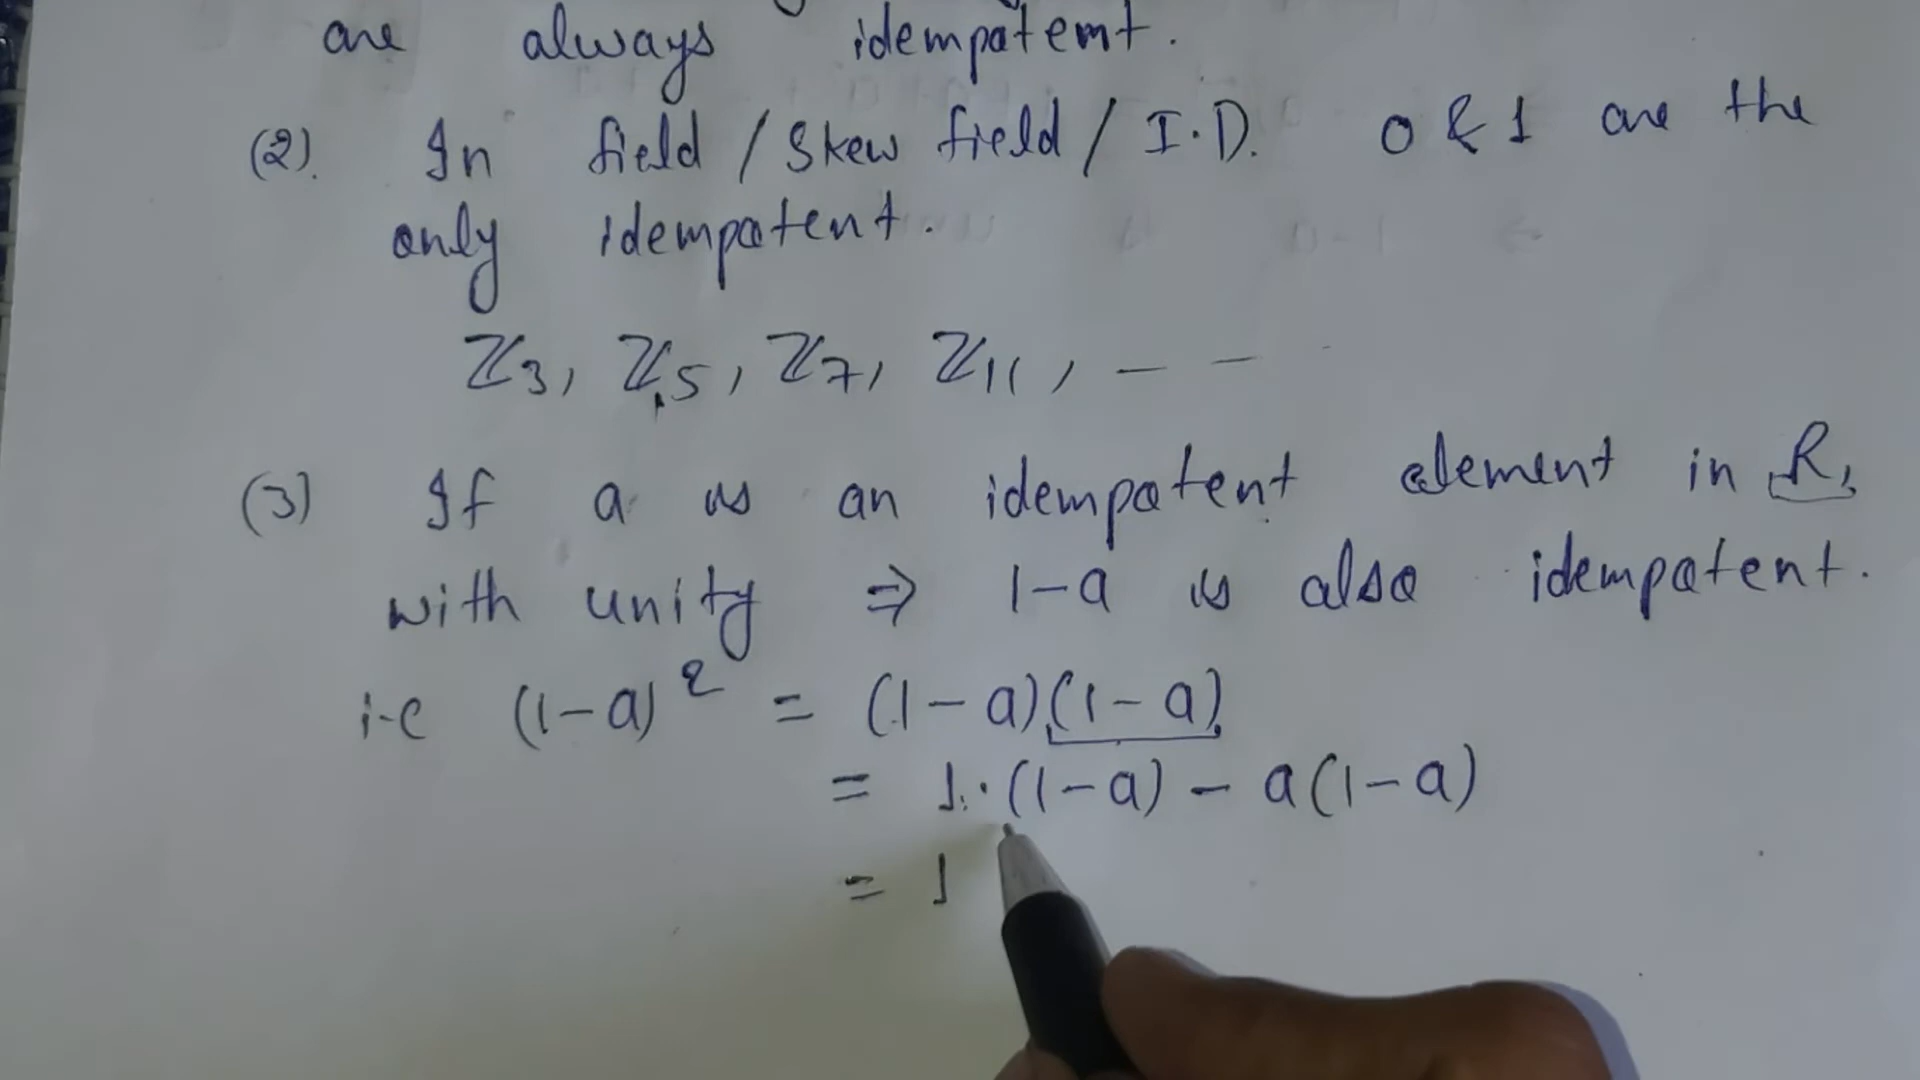 are always idempatent.
(2). In field / Skew field / I.D. 0 & 1 are the
only idempatent.
Z3, Z5, Z7, Z11, - -
(3) If a is an idempatent element in R,
with unity ⇒ 1-a is also idempatent.
i.e (1-a)² = (1-a)(1-a)
= 1.(1-a) - a(1-a)
= 1